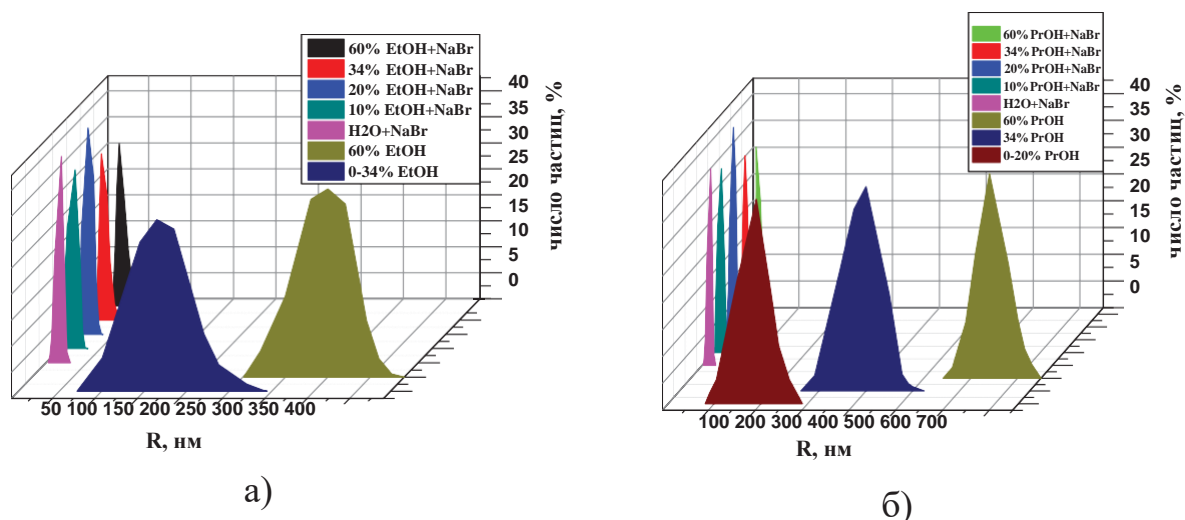 60% EtOH+NaBr
34% EtOH+NaBr
20% EtOH+NaBr
10% EtOH+NaBr
H2O+NaBr
60% EtOH
0-34% EtOH
40
35
30
25
20
15
10
5
0
число частиц, %
50 100 150 200 250 300 350 400
R, нм
а)
60% PrOH+NaBr
34% PrOH+NaBr
20% PrOH+NaBr
10% PrOH+NaBr
H2O+NaBr
60% PrOH
34% PrOH
0-20% PrOH
40
35
30
25
20
15
10
5
0
число частиц, %
100 200 300 400 500 600 700
R, нм
б)